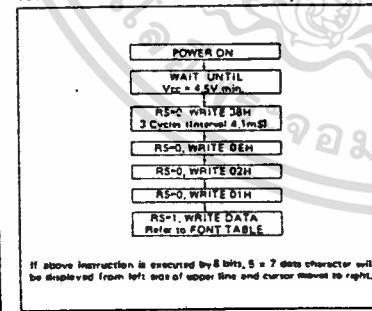 POWER ON
WAIT UNTIL
Vcc = 4.5V min.
RS=0, WRITE 38H
3 Cycles (Interval 4.1mS)
RS=0, WRITE 0EH
RS=0, WRITE 02H
RS=0, WRITE 01H
RS=1, WRITE DATA
Refer to FONT TABLE
If above instruction is executed by 8 bits, 5 x 7 dots character will
be displayed from left side of upper line and cursor moves to right.